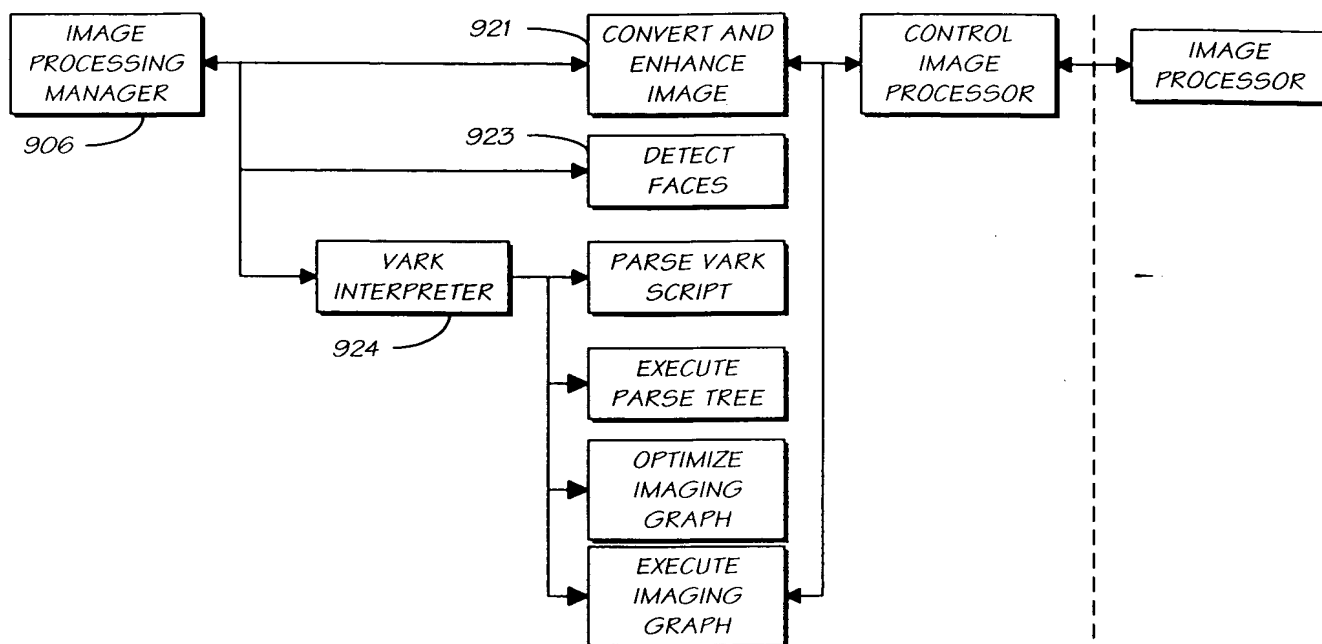 IMAGE
PROCESSING
MANAGER
906
921
CONVERT AND
ENHANCE
IMAGE
CONTROL
IMAGE
PROCESSOR
IMAGE
PROCESSOR
923
DETECT
FACES
VARK
INTERPRETER
924
PARSE VARK
SCRIPT
EXECUTE
PARSE TREE
OPTIMIZE
IMAGING
GRAPH
EXECUTE
IMAGING
GRAPH